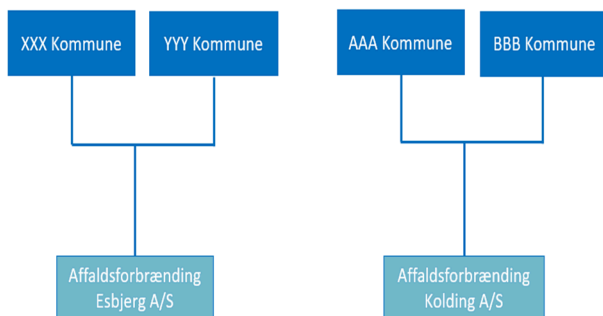 XXX Kommune
YYY Kommune
AAA Kommune
BBB Kommune
Affaldsforbrænding
Esbjerg A/S
Affaldsforbrænding
Kolding A/S